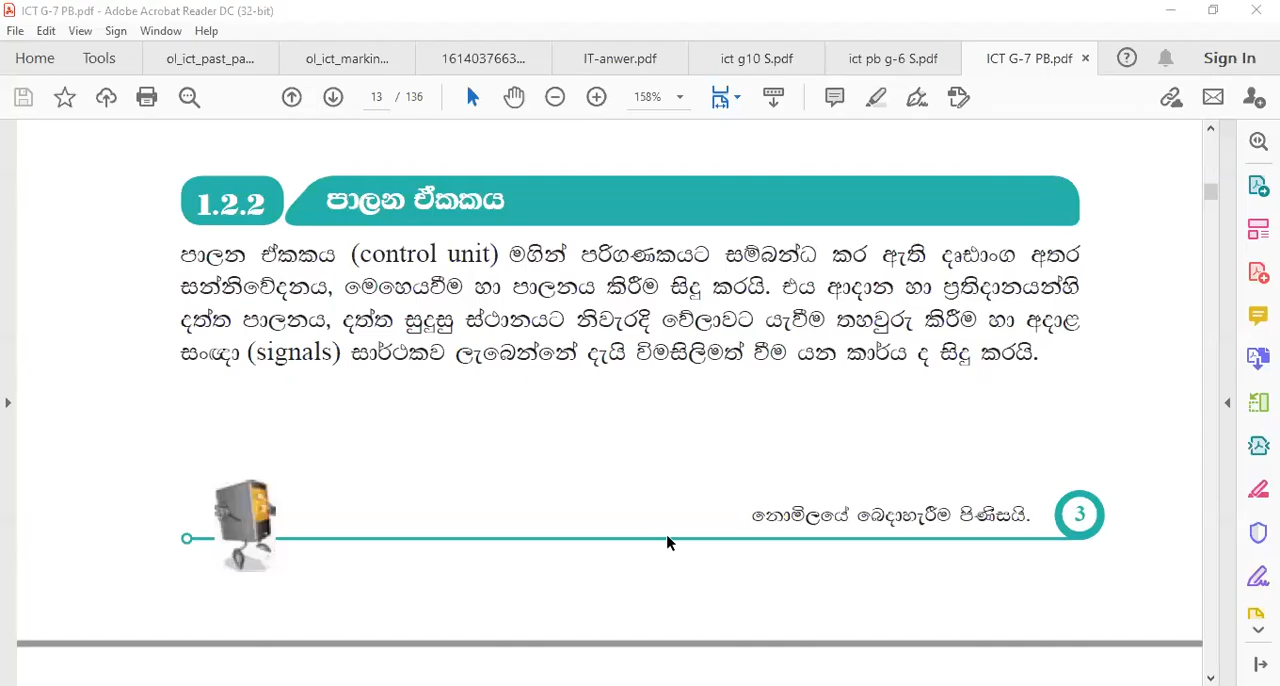 ICT G-7 PB.pdf - Adobe Acrobat Reader DC (32-bit)
File Edit View Sign Window Help
Home Tools ol_ict_past_pa... ol_ict_markin... 1614037663... IT-anwer.pdf ict g10 S.pdf ict pb g-6 S.pdf ICT G-7 PB.pdf × Sign In
13 / 136 158%
1.2.2 පාලන ඒකකය
පාලන ඒකකය (control unit) මගින් පරිගණකයට සම්බන්ධ කර ඇති දෘඪාංග අතර
සන්නිවේදනය, මෙහෙයවීම හා පාලනය කිරීම සිදු කරයි. එය ආදාන හා ප්‍රතිදානයන්හි
දත්ත පාලනය, දත්ත සුදුසු ස්ථානයට නිවැරදි වේලාවට යැවීම තහවුරු කිරීම හා අදාළ
සංඥා (signals) සාර්ථකව ලැබෙන්නේ දැයි විමසිලිමත් වීම යන කාර්ය ද සිදු කරයි.
නොමිලයේ බෙදාහැරීම පිණිසයි. 3